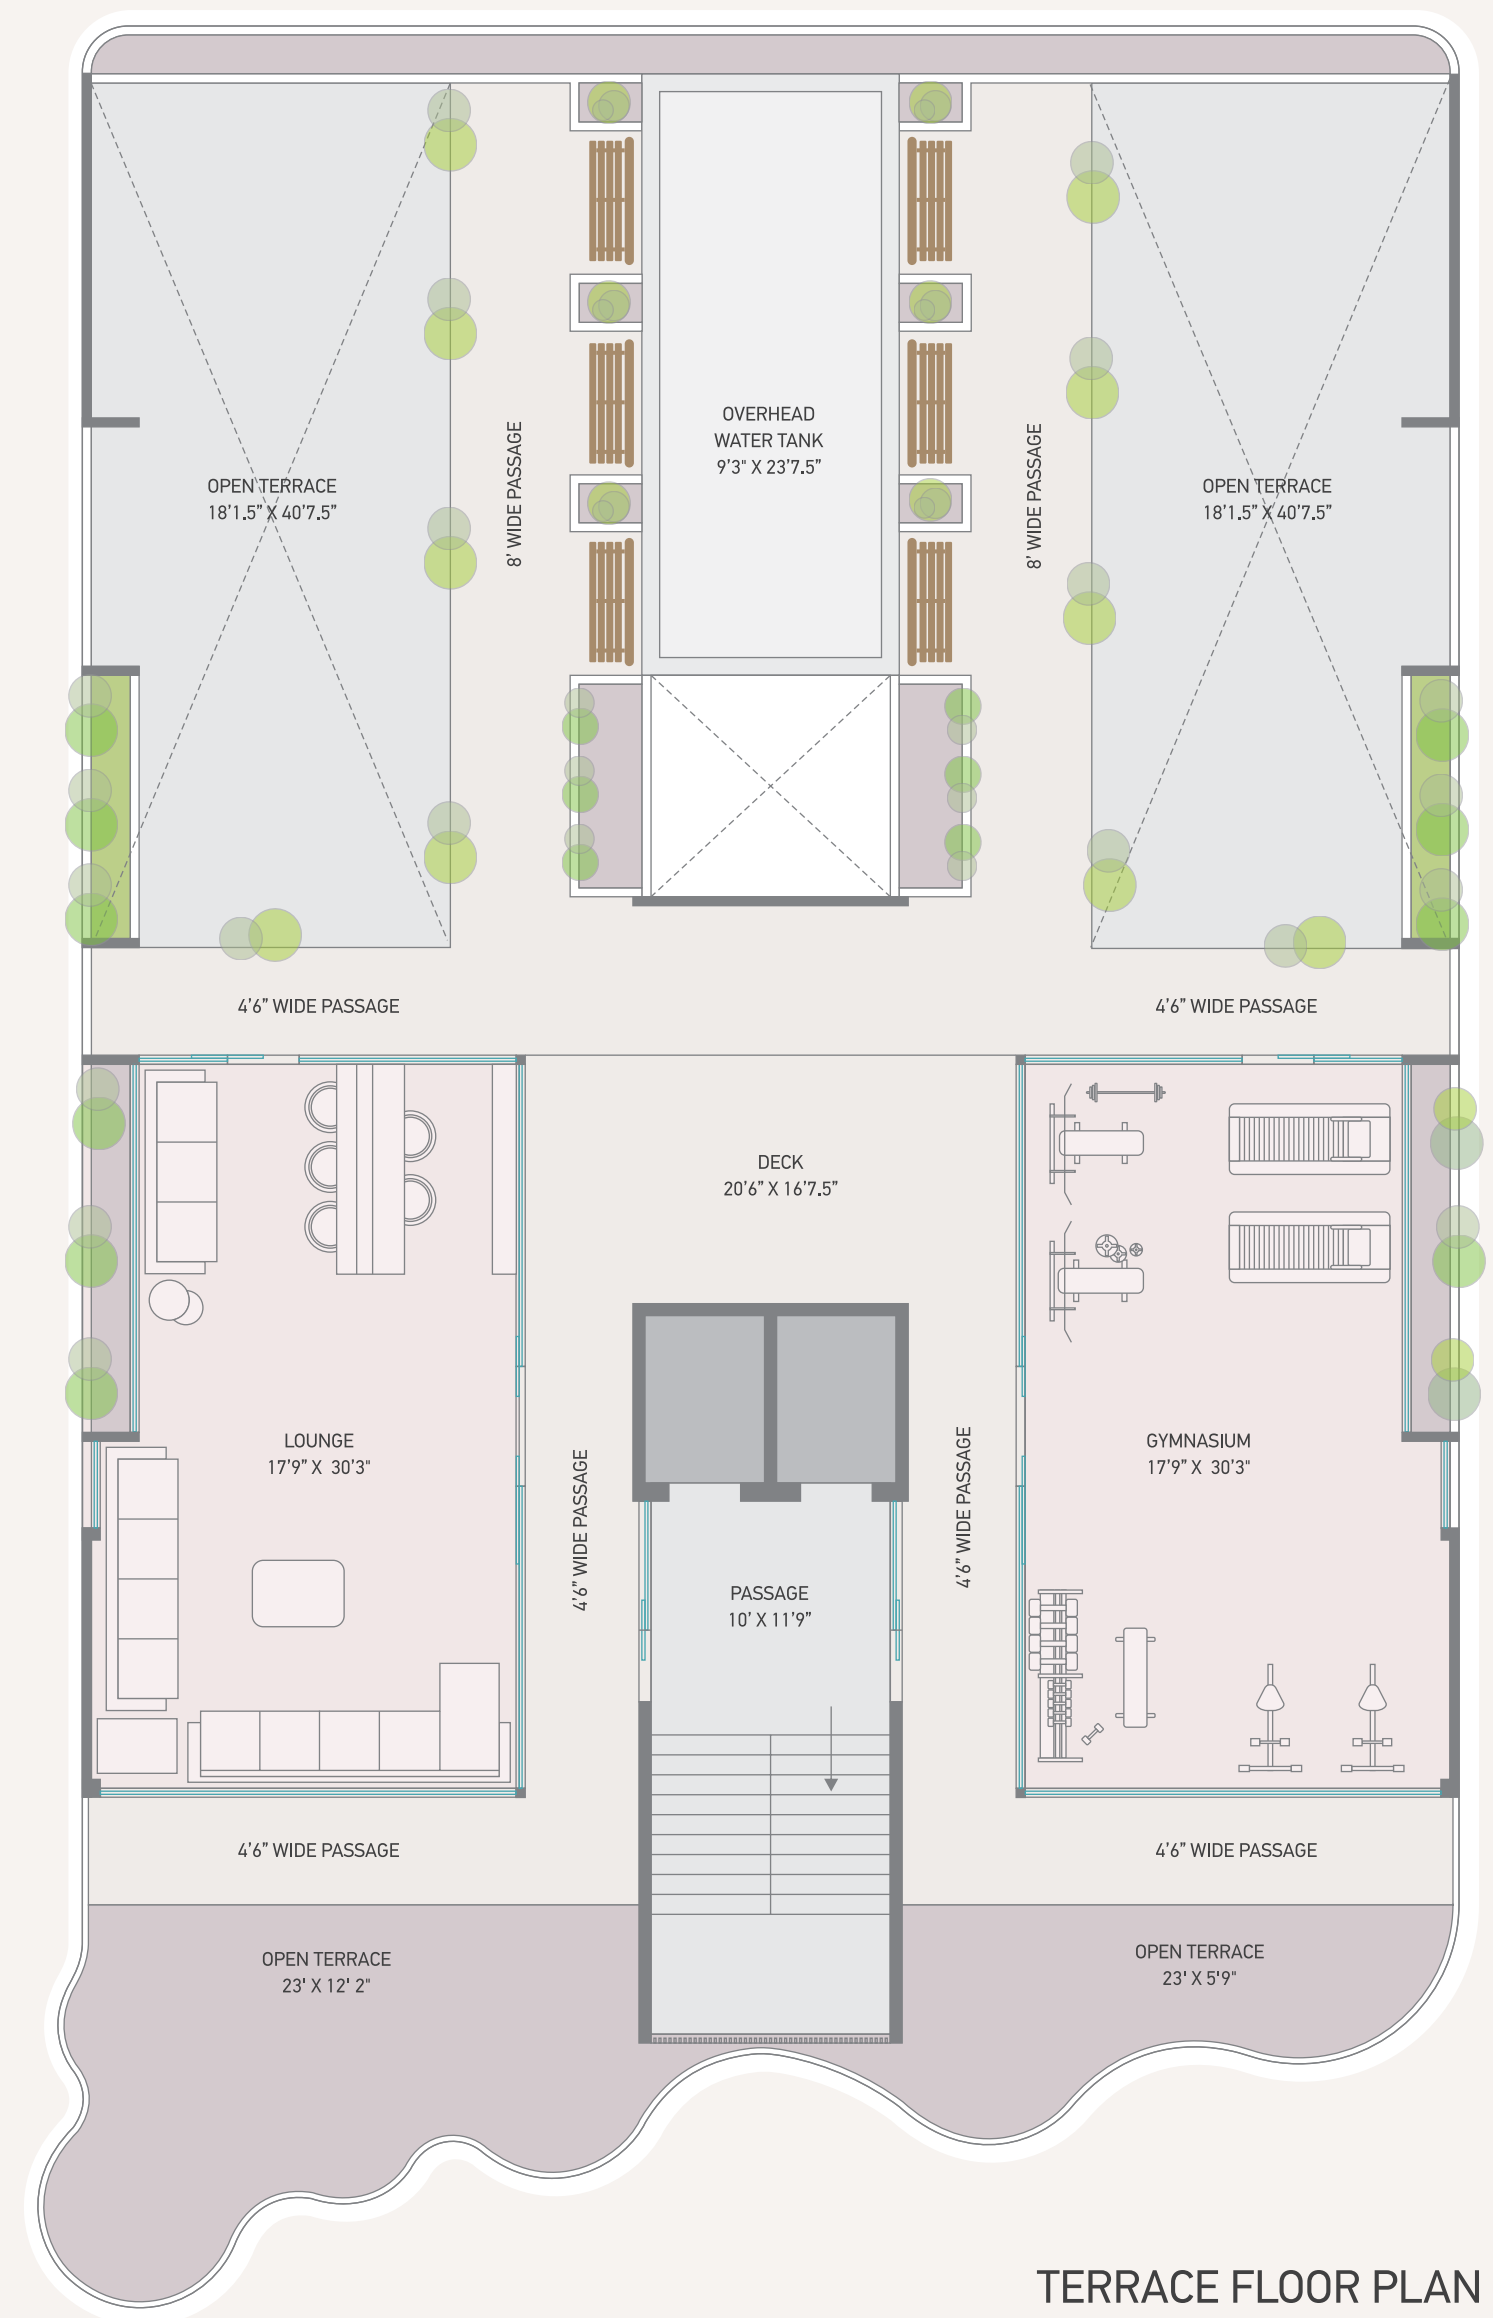 OVERHEAD
WATER TANK
9'3" X 23'7.5"
8' WIDE PASSAGE
8' WIDE PASSAGE
OPEN TERRACE
18'1.5" X 40'7.5"
OPEN TERRACE
18'1.5" X 40'7.5"
4'6" WIDE PASSAGE
4'6" WIDE PASSAGE
DECK
20'6" X 16'7.5"
LOUNGE
17'9" X 30'3"
GYMNASIUM
17'9" X 30'3"
4'6" WIDE PASSAGE
4'6" WIDE PASSAGE
PASSAGE
10' X 11'9"
4'6" WIDE PASSAGE
4'6" WIDE PASSAGE
OPEN TERRACE
23' X 12' 2"
OPEN TERRACE
23' X 5'9"
TERRACE FLOOR PLAN